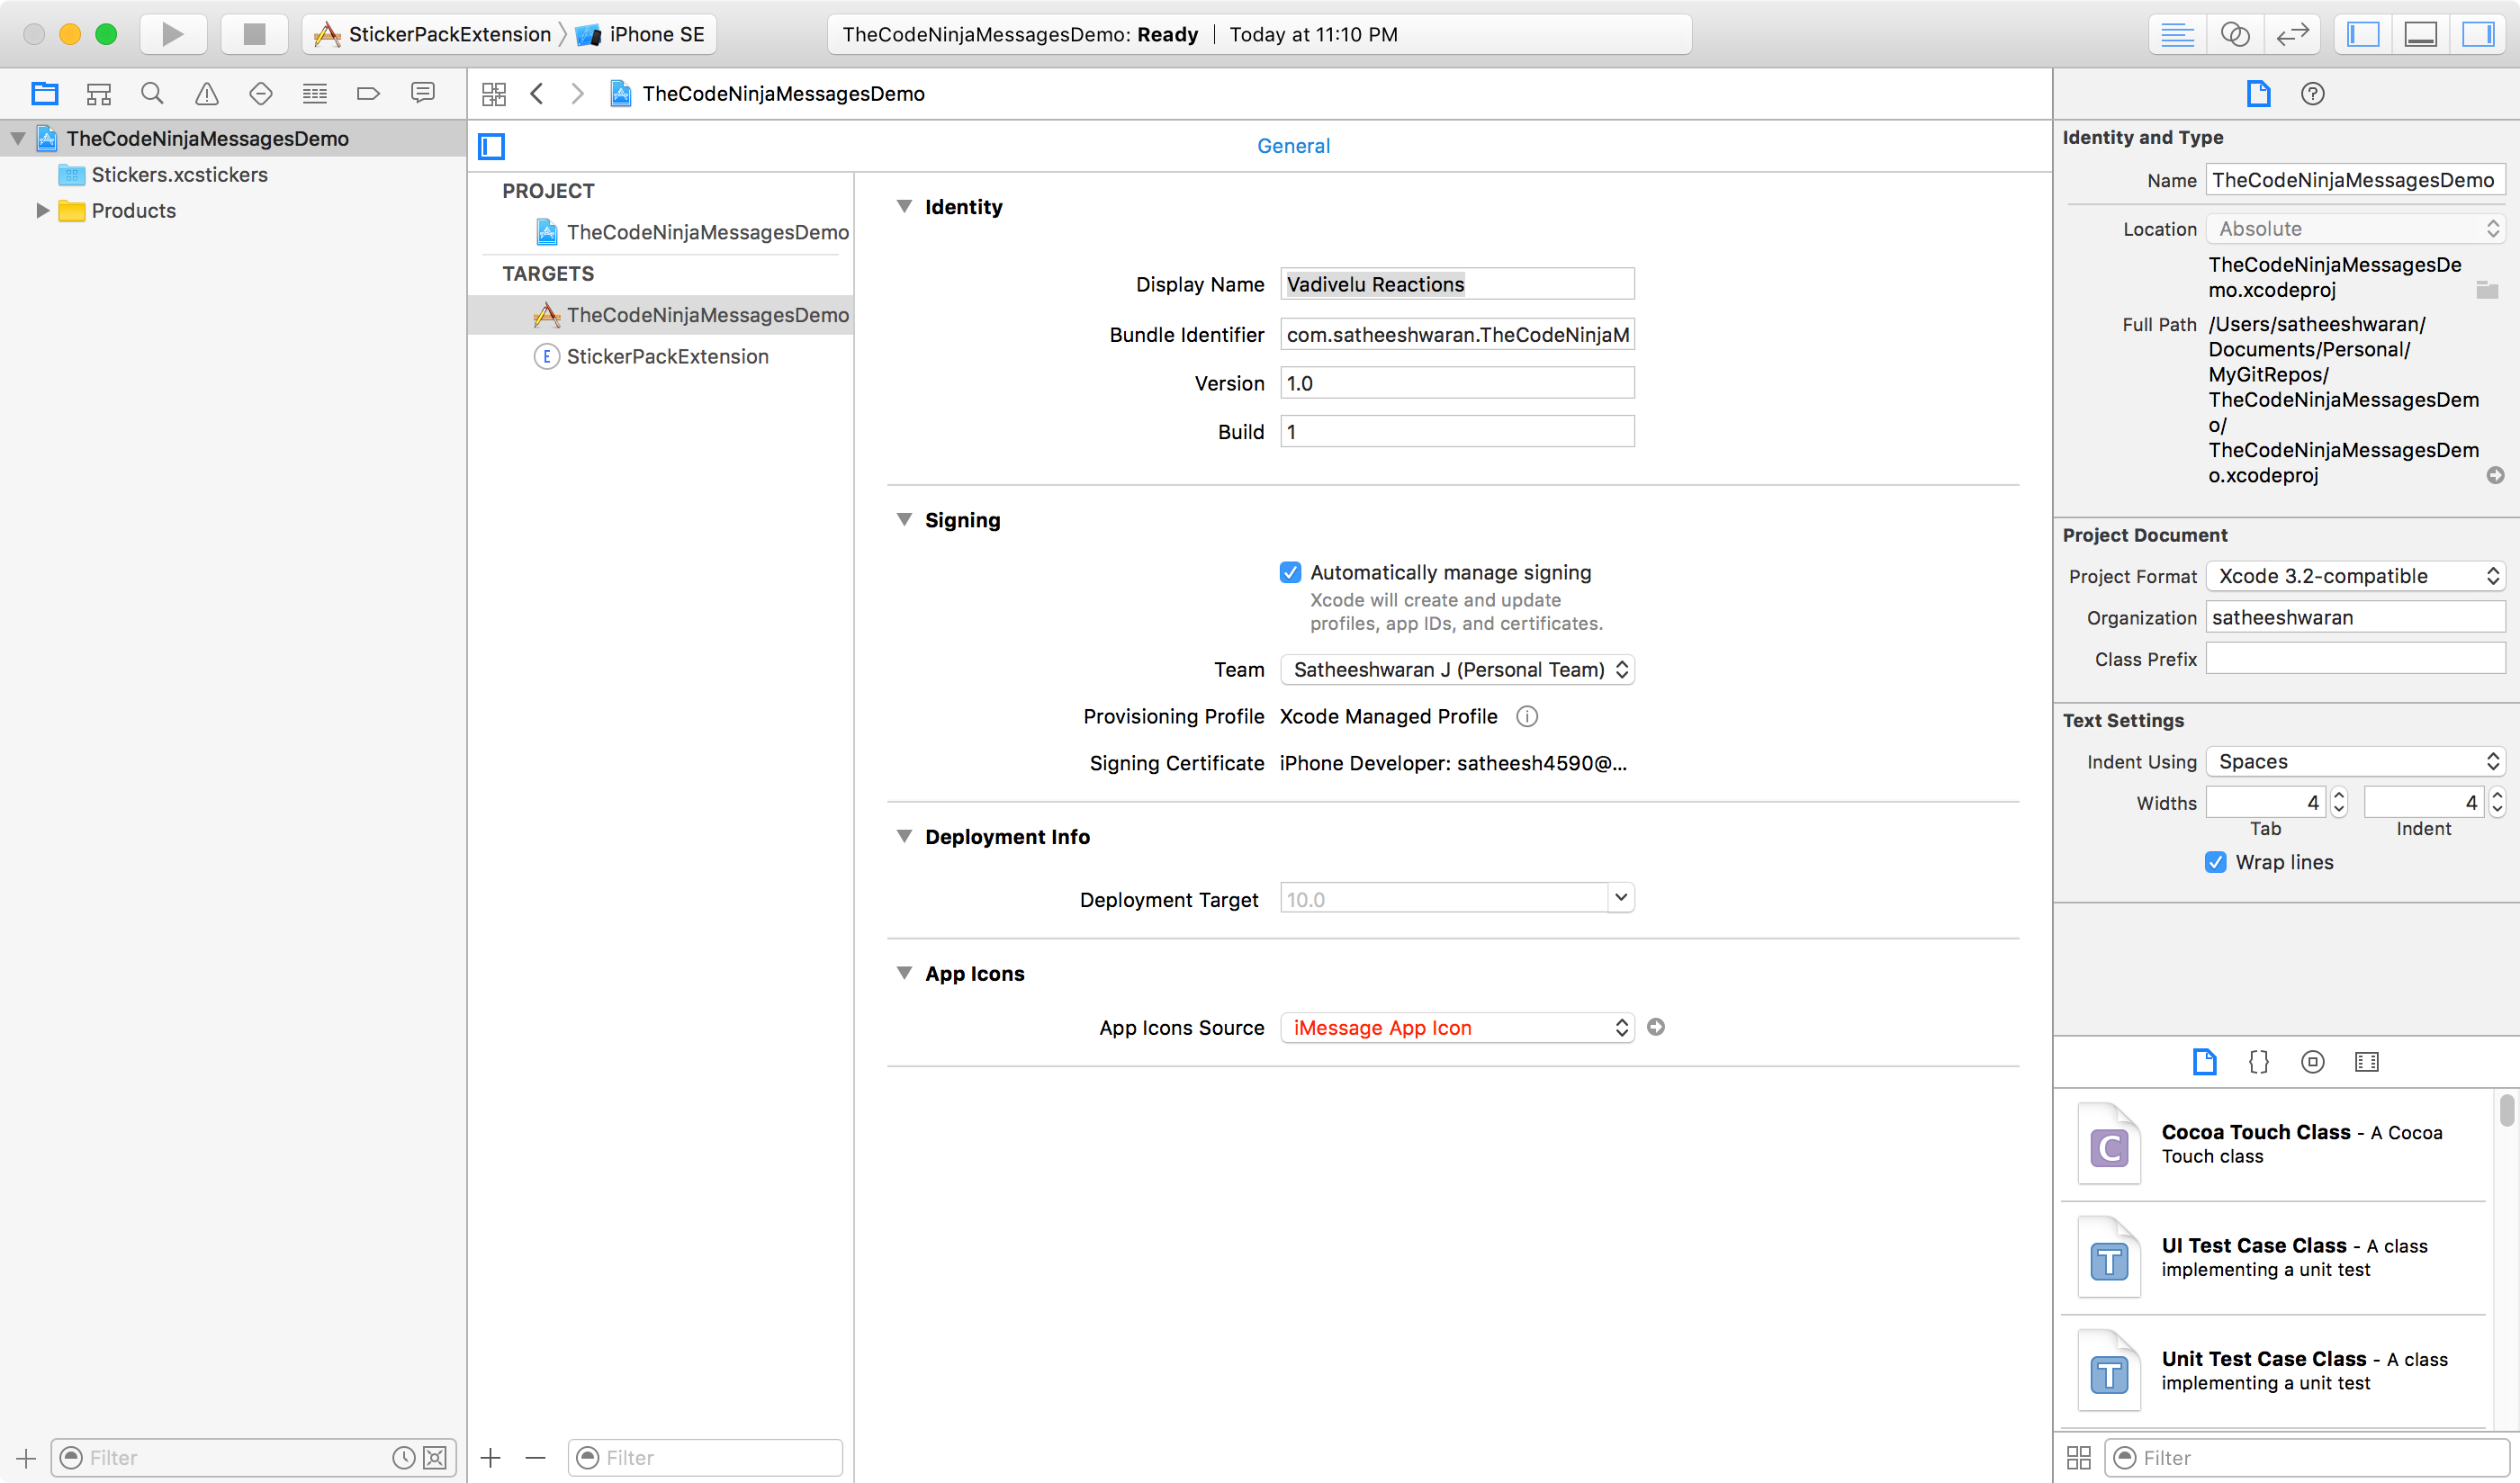 StickerPackExtension 〉 iPhone SE
TheCodeNinjaMessagesDemo: Ready | Today at 11:10 PM
TheCodeNinjaMessagesDemo
Stickers.xcstickers
Products
Filter
TheCodeNinjaMessagesDemo
General
PROJECT
TheCodeNinjaMessagesDemo
TARGETS
TheCodeNinjaMessagesDemo
E StickerPackExtension
Filter
Identity
Display Name Vadivelu Reactions
Bundle Identifier com.satheeshwaran.TheCodeNinjaM
Version 1.0
Build 1
Signing
Automatically manage signing
Xcode will create and update
profiles, app IDs, and certificates.
Team Satheeshwaran J (Personal Team)
Provisioning Profile Xcode Managed Profile
Signing Certificate iPhone Developer: satheesh4590@...
Deployment Info
Deployment Target 10.0
App Icons
App Icons Source iMessage App Icon
Identity and Type
Name TheCodeNinjaMessagesDemo
Location Absolute
TheCodeNinjaMessagesDe
mo.xcodeproj
Full Path /Users/satheeshwaran/
Documents/Personal/
MyGitRepos/
TheCodeNinjaMessagesDem
o/
TheCodeNinjaMessagesDem
o.xcodeproj
Project Document
Project Format Xcode 3.2-compatible
Organization satheeshwaran
Class Prefix
Text Settings
Indent Using Spaces
Widths 4 4
Tab Indent
Wrap lines
{}
C
Cocoa Touch Class - A Cocoa
Touch class
T
UI Test Case Class - A class
implementing a unit test
T
Unit Test Case Class - A class
implementing a unit test
Filter